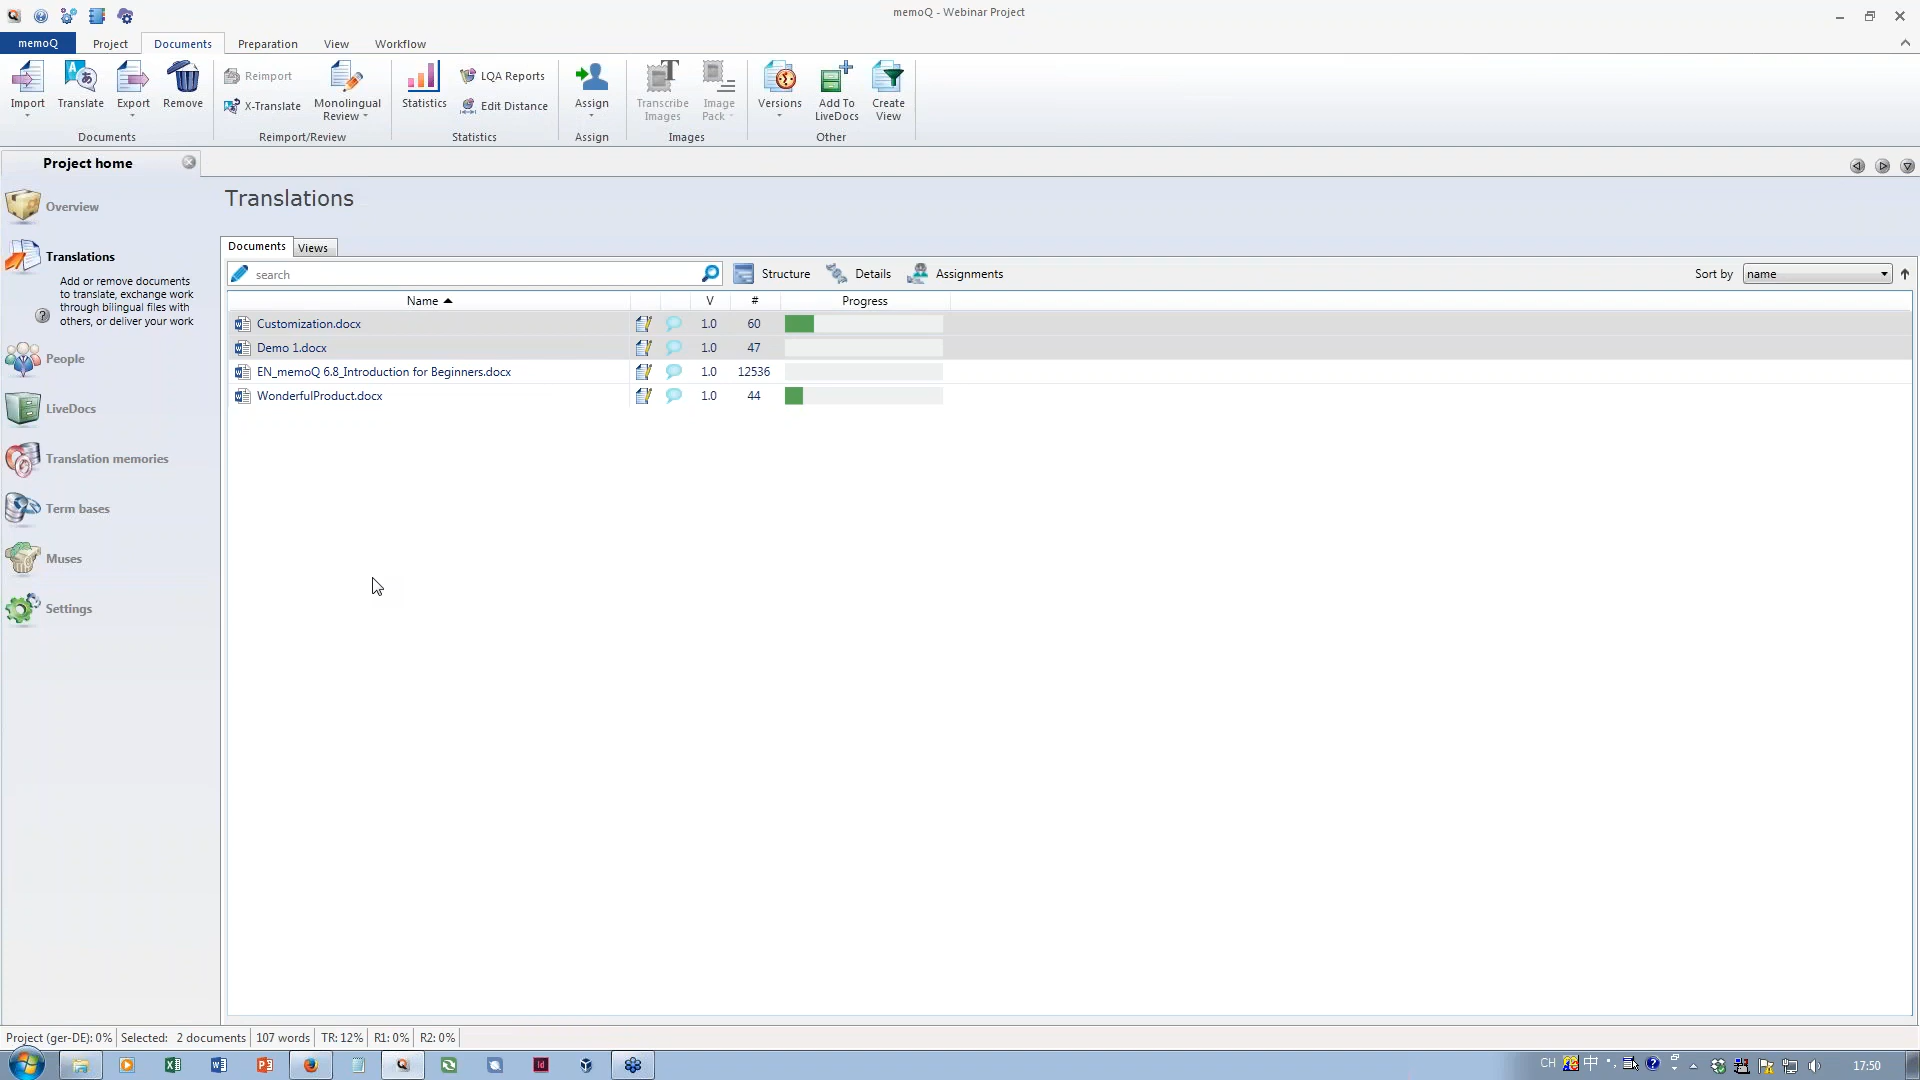 memoQ - Webinar Project
memoQ Project Documents Preparation View Workflow
Import Translate Export Remove
Documents
Reimport
X-Translate
Monolingual
Review
Reimport/Review
Statistics
LQA Reports
Edit Distance
Statistics
Assign
Assign
Transcribe
Images
Image
Pack
Images
Versions
Add To
LiveDocs
Create
View
Other
Project home
Overview
Translations
Add or remove documents
to translate, exchange work
through bilingual files with
others, or deliver your work
People
LiveDocs
Translation memories
Term bases
Muses
Settings
Translations
Documents Views
search Structure Details Assignments Sort by name
Name V # Progress
Customization.docx 1.0 60
Demo 1.docx 1.0 47
EN_memoQ 6.8_Introduction for Beginners.docx 1.0 12536
WonderfulProduct.docx 1.0 44
Project (ger-DE): 0% Selected: 2 documents 107 words TR: 12% R1: 0% R2: 0%
CH 中 17:50